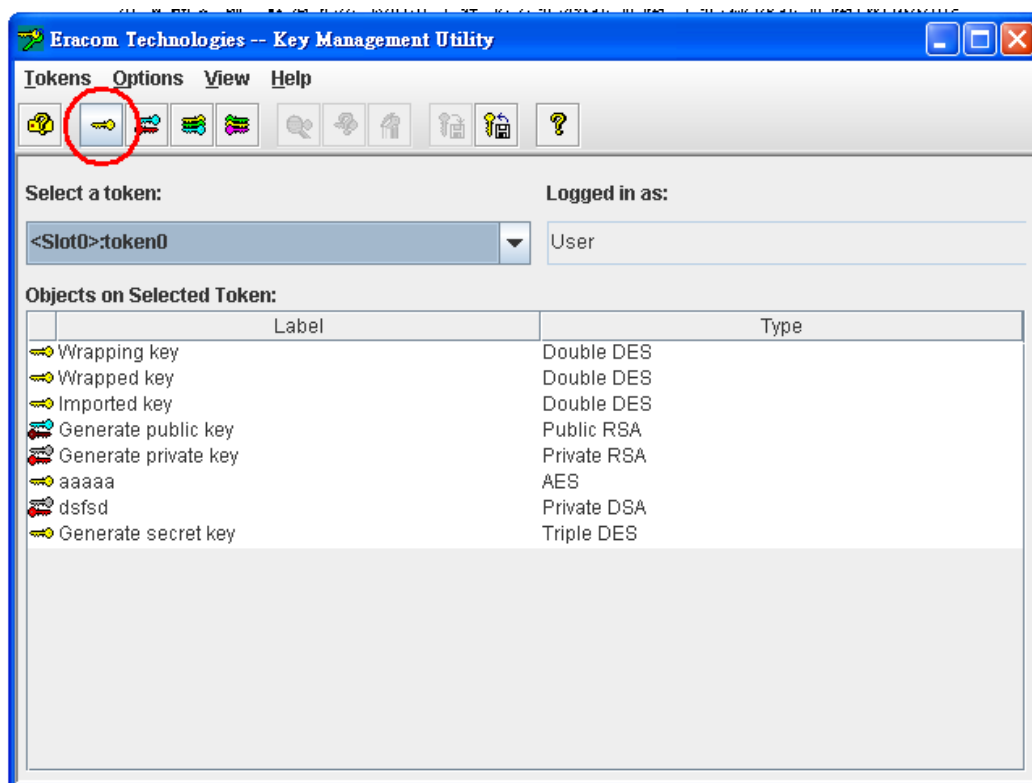 Eracom Technologies -- Key Management Utility
Tokens Options View Help
Select a token: Logged in as:
<Slot0>:token0 User
Objects on Selected Token:
Label Type
Wrapping key Double DES
Wrapped key Double DES
Imported key Double DES
Generate public key Public RSA
Generate private key Private RSA
aaaaa AES
dsfsd Private DSA
Generate secret key Triple DES